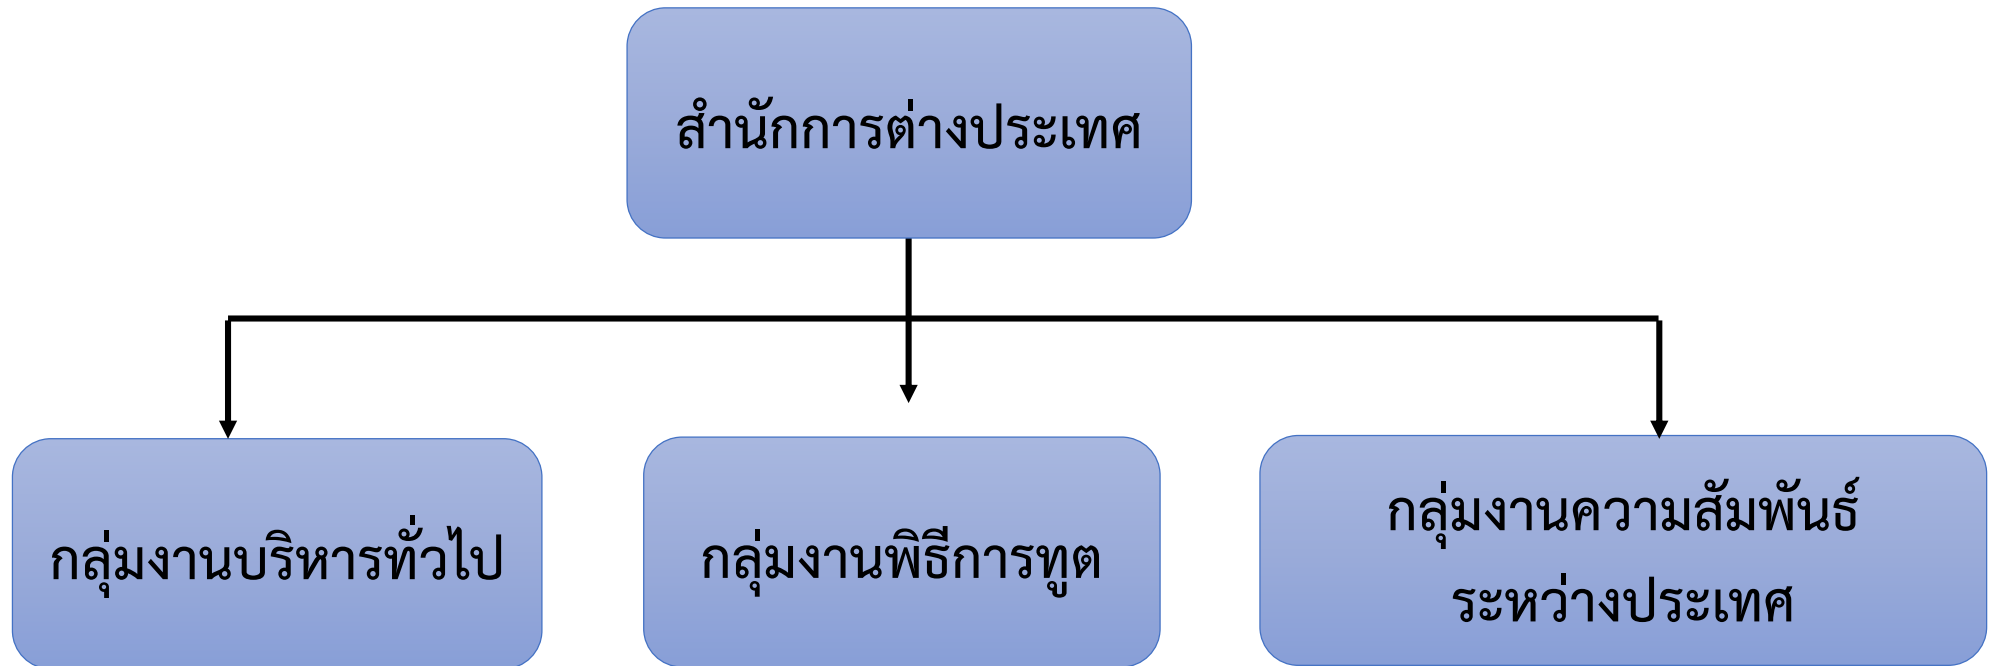 สำนักการต่างประเทศ
กลุ่มงานบริหารทั่วไป
กลุ่มงานพิธีการทูต
กลุ่มงานความสัมพันธ์
ระหว่างประเทศ